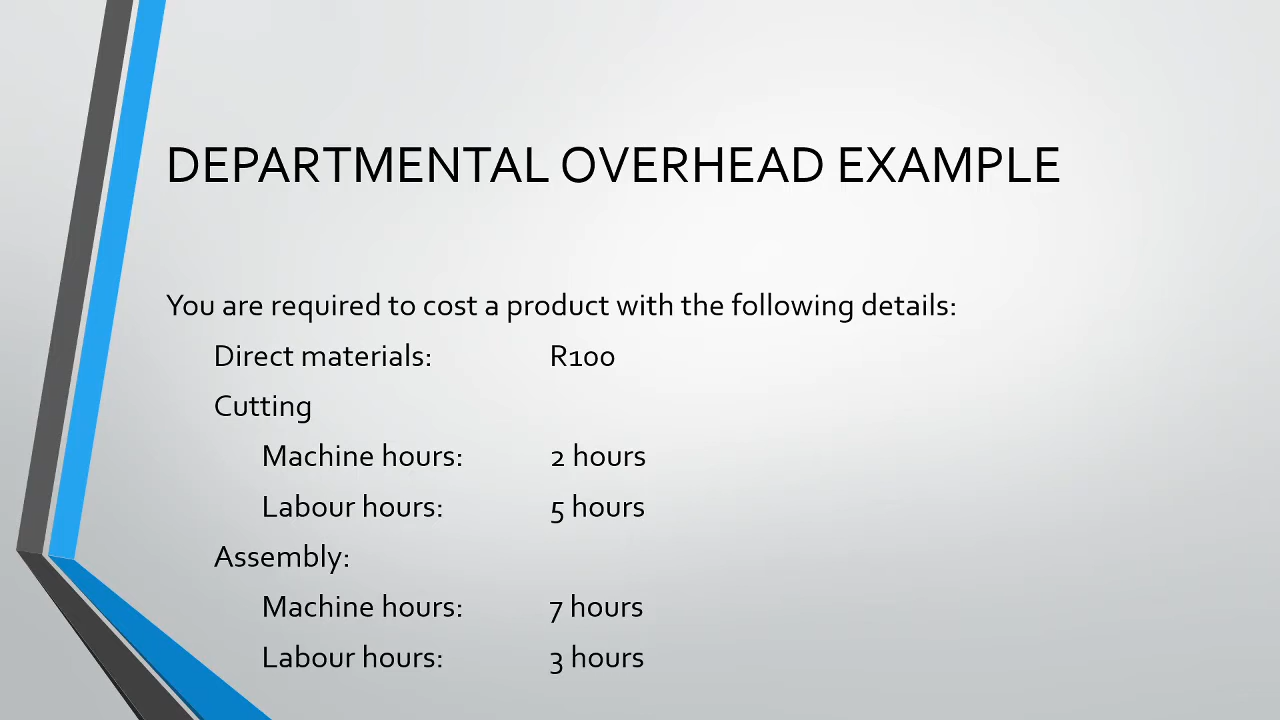 DEPARTMENTAL OVERHEAD EXAMPLE
You are required to cost a product with the following details:
Direct materials: R100
Cutting
Machine hours: 2 hours
Labour hours: 5 hours
Assembly:
Machine hours: 7 hours
Labour hours: 3 hours